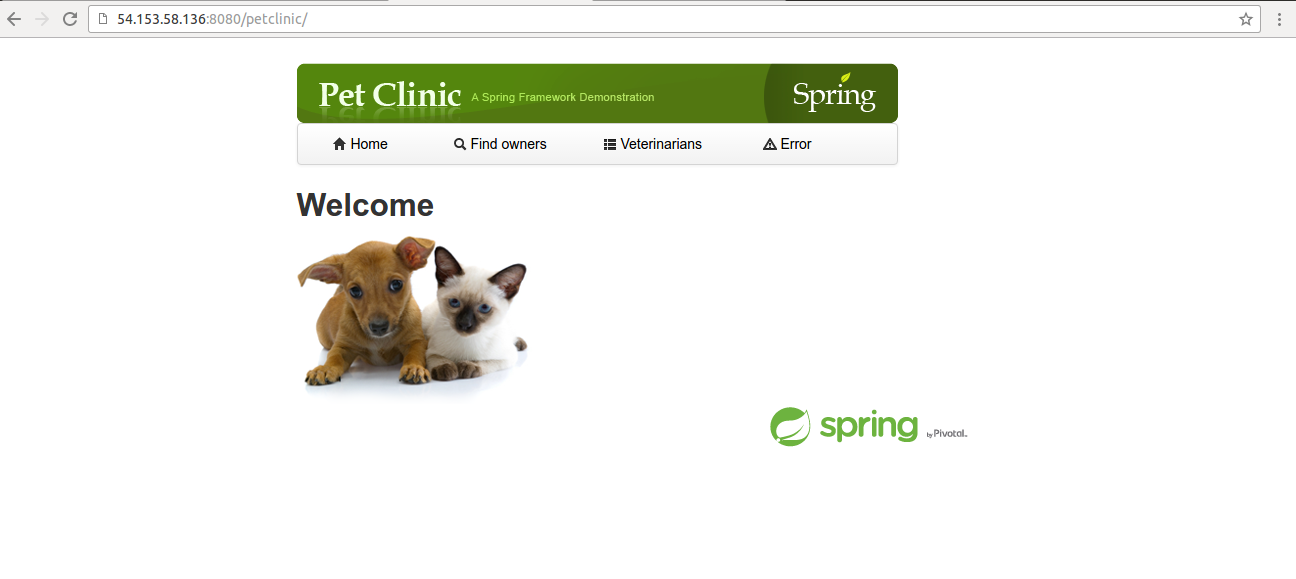 54.153.58.136:8080/petclinic/
Pet Clinic A Spring Framework Demonstration Spring
Home Find owners Veterinarians Error
Welcome
spring by Pivotal™